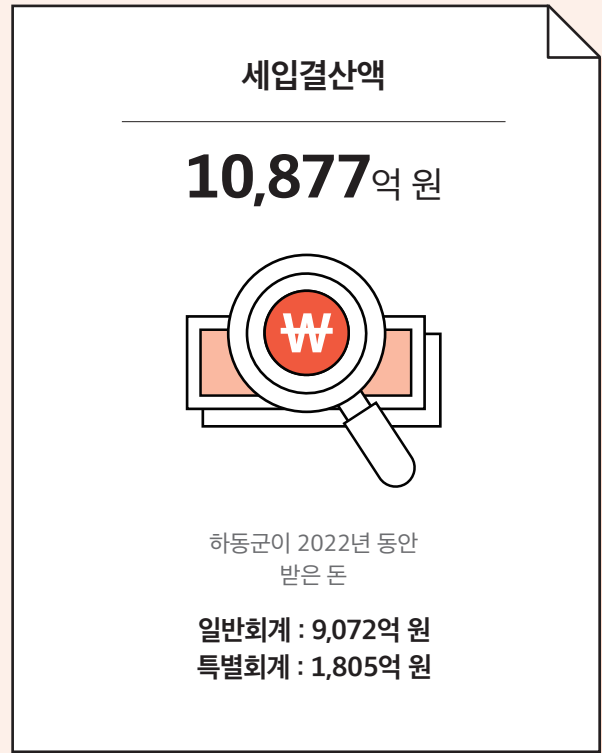 세입결산액
10,877억 원
₩
하동군이 2022년 동안
받은 돈
일반회계 : 9,072억 원
특별회계 : 1,805억 원